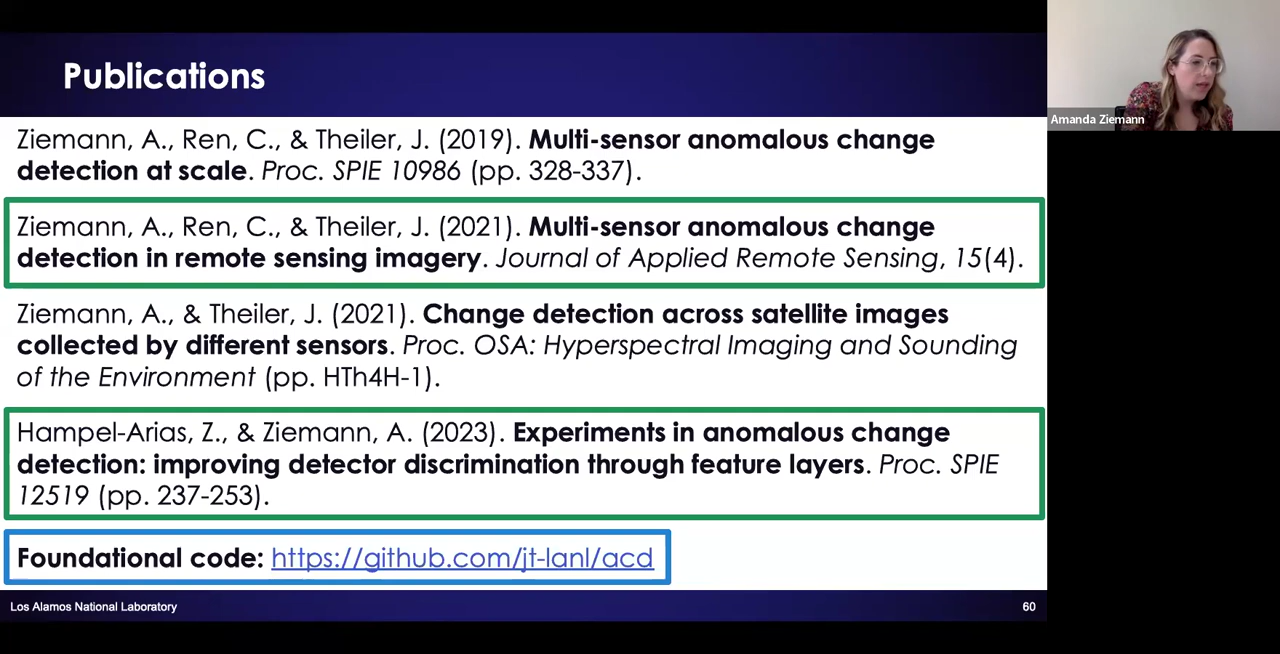 Publications
Amanda Ziemann
Ziemann, A., Ren, C., & Theiler, J. (2019). Multi-sensor anomalous change
detection at scale. Proc. SPIE 10986 (pp. 328-337).
Ziemann, A., Ren, C., & Theiler, J. (2021). Multi-sensor anomalous change
detection in remote sensing imagery. Journal of Applied Remote Sensing, 15(4).
Ziemann, A., & Theiler, J. (2021). Change detection across satellite images
collected by different sensors. Proc. OSA: Hyperspectral Imaging and Sounding
of the Environment (pp. HTh4H-1).
Hampel-Arias, Z., & Ziemann, A. (2023). Experiments in anomalous change
detection: improving detector discrimination through feature layers. Proc. SPIE
12519 (pp. 237-253).
Foundational code: https://github.com/jt-lanl/acd
Los Alamos National Laboratory
60